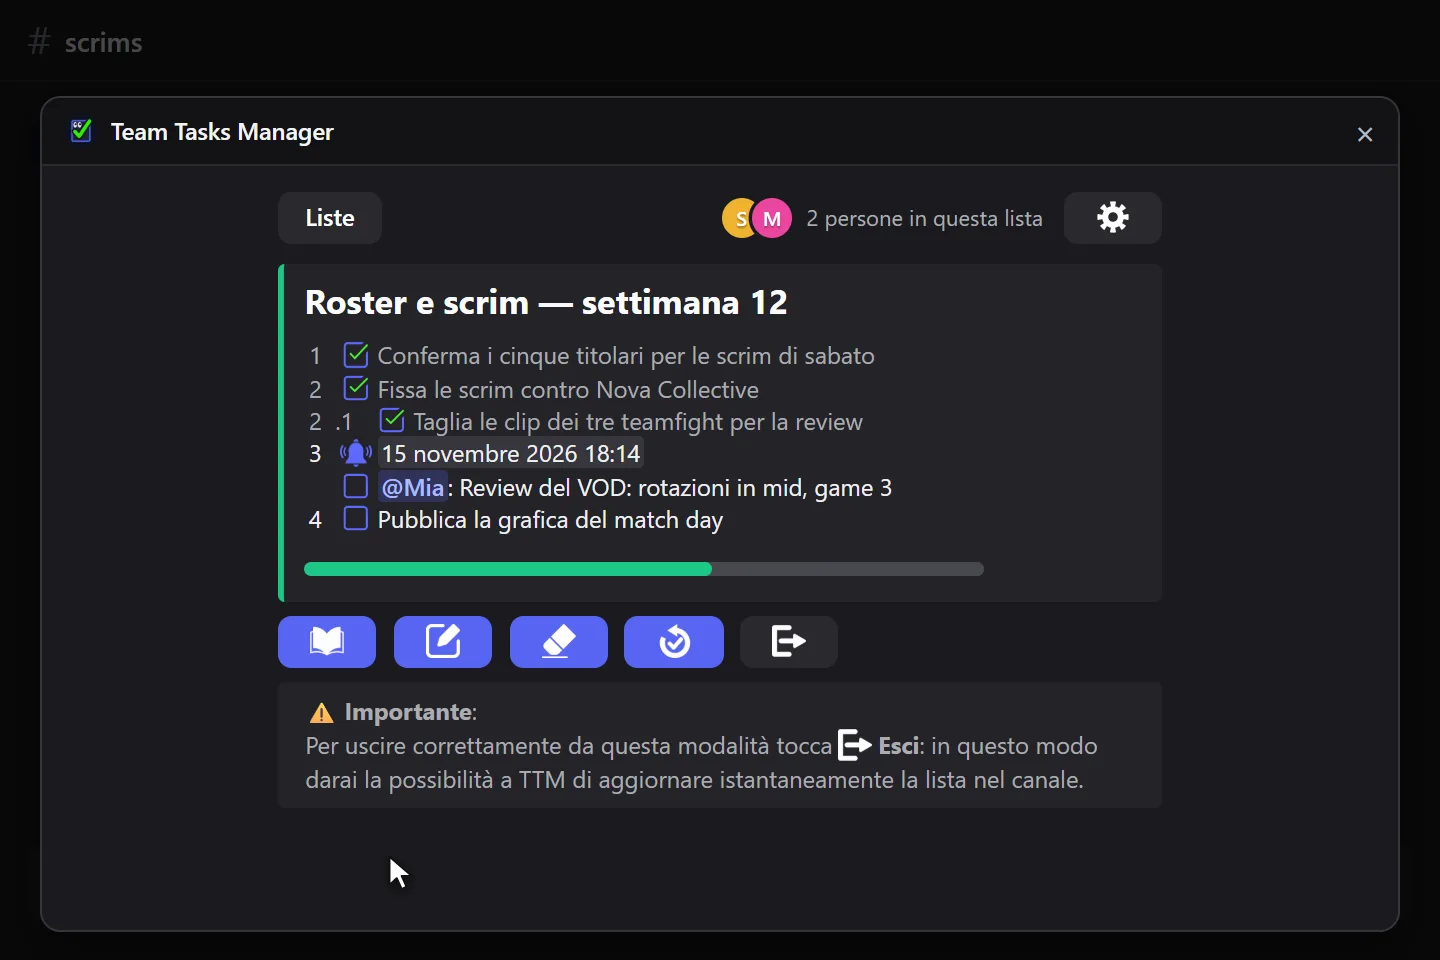 # scrims
Team Tasks Manager
Liste
S M 2 persone in questa lista
Roster e scrim — settimana 12
1 Conferma i cinque titolari per le scrim di sabato
2 Fissa le scrim contro Nova Collective
2 .1 Taglia le clip dei tre teamfight per la review
3 15 novembre 2026 18:14
@Mia: Review del VOD: rotazioni in mid, game 3
4 Pubblica la grafica del match day
Importante:
Per uscire correttamente da questa modalità tocca Esci: in questo modo
darai la possibilità a TTM di aggiornare istantaneamente la lista nel canale.